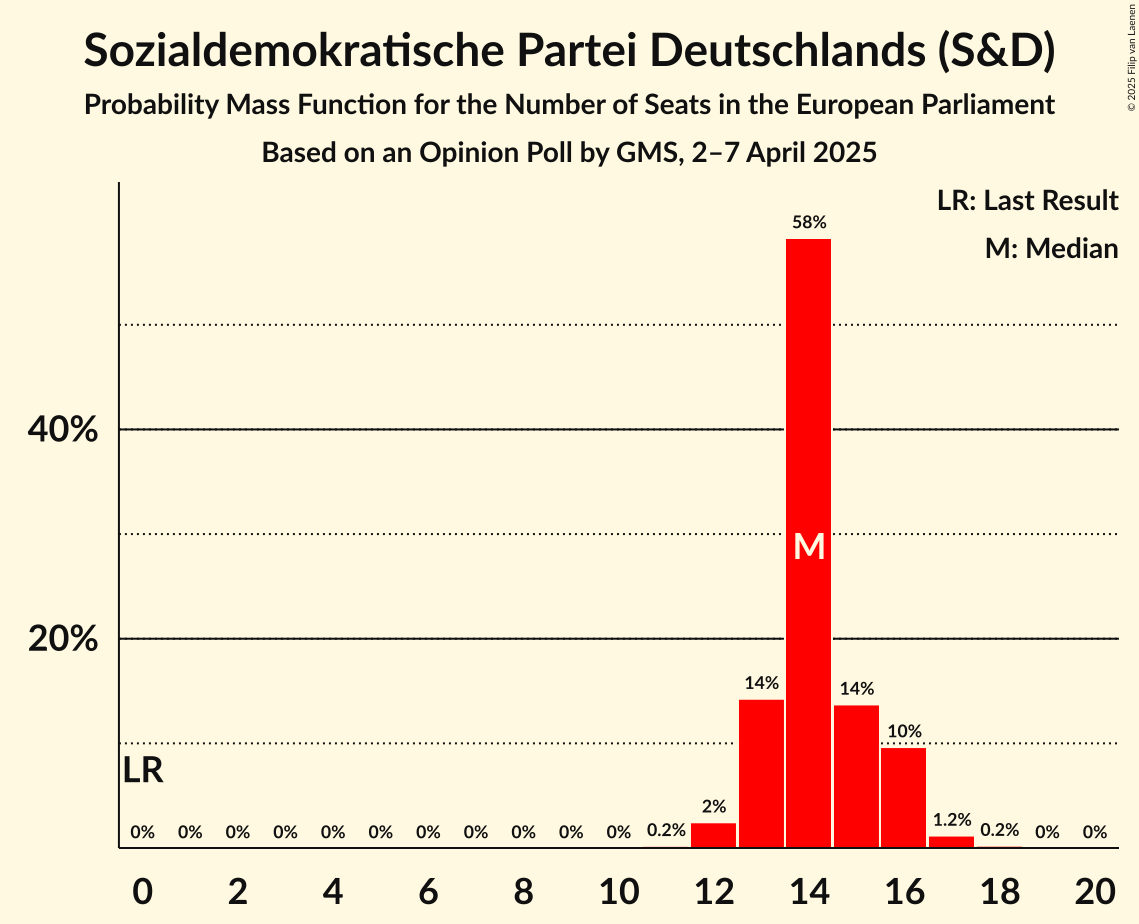 Sozialdemokratische Partei Deutschlands (S&D)
Probability Mass Function for the Number of Seats in the European Parliament
Based on an Opinion Poll by GMS, 2–7 April 2025
© 2025 Filip van Laenen
LR: Last Result
M: Median
58%
40%
M
20%
14%
14%
10%
LR
2%
1.2%
0% 0% 0% 0% 0% 0% 0% 0% 0% 0% 0% 0.2% 0.2% 0% 0%
0 2 4 6 8 10 12 14 16 18 20